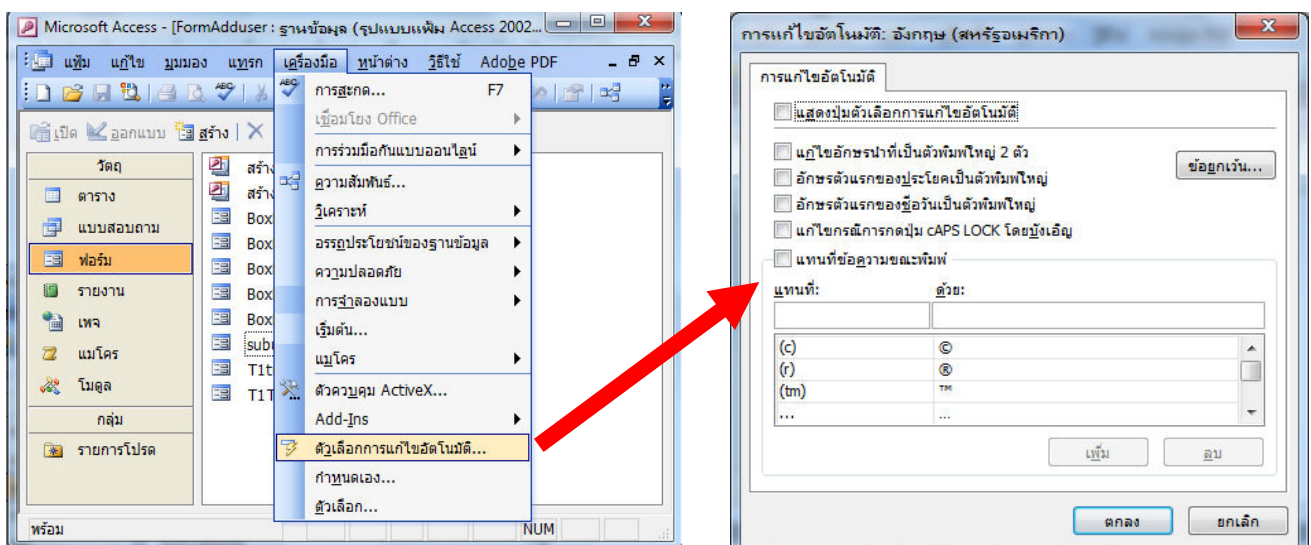 Microsoft Access - [FormAdduser : ฐานข้อมูล (รูปแบบแฟ้ม Access 2002...
แฟ้ม แก้ไข มุมมอง แทรก เครื่องมือ หน้าต่าง วิธีใช้ Adobe PDF
เปิด ออกแบบ สร้าง
วัตถุ
ตาราง
แบบสอบถาม
ฟอร์ม
รายงาน
เพจ
แมโคร
โมดูล
กลุ่ม
รายการโปรด
สร้าง
สร้าง
Box
Box
Box
Box
Box
sub
T1t
T1T
การสะกด... F7
เชื่อมโยง Office
การร่วมมือกันแบบออนไลน์
ความสัมพันธ์...
วิเคราะห์
อรรถประโยชน์ของฐานข้อมูล
ความปลอดภัย
การจำลองแบบ
เริ่มต้น...
แมโคร
ตัวควบคุม ActiveX...
Add-Ins
ตัวเลือกการแก้ไขอัตโนมัติ...
กำหนดเอง...
ตัวเลือก...
พร้อม NUM
การแก้ไขอัตโนมัติ: อังกฤษ (สหรัฐอเมริกา)
การแก้ไขอัตโนมัติ
แสดงปุ่มตัวเลือกการแก้ไขอัตโนมัติ
แก้ไขอักษรนำที่เป็นตัวพิมพ์ใหญ่ 2 ตัว
ข้อยกเว้น...
อักษรตัวแรกของประโยคเป็นตัวพิมพ์ใหญ่
อักษรตัวแรกของชื่อวันเป็นตัวพิมพ์ใหญ่
แก้ไขกรณีการกดปุ่ม cAPS LOCK โดยบังเอิญ
แทนที่ข้อความขณะพิมพ์
แทนที่: ด้วย:
(c) ©
(r) ®
(tm) ™
... …
เพิ่ม ลบ
ตกลง ยกเลิก